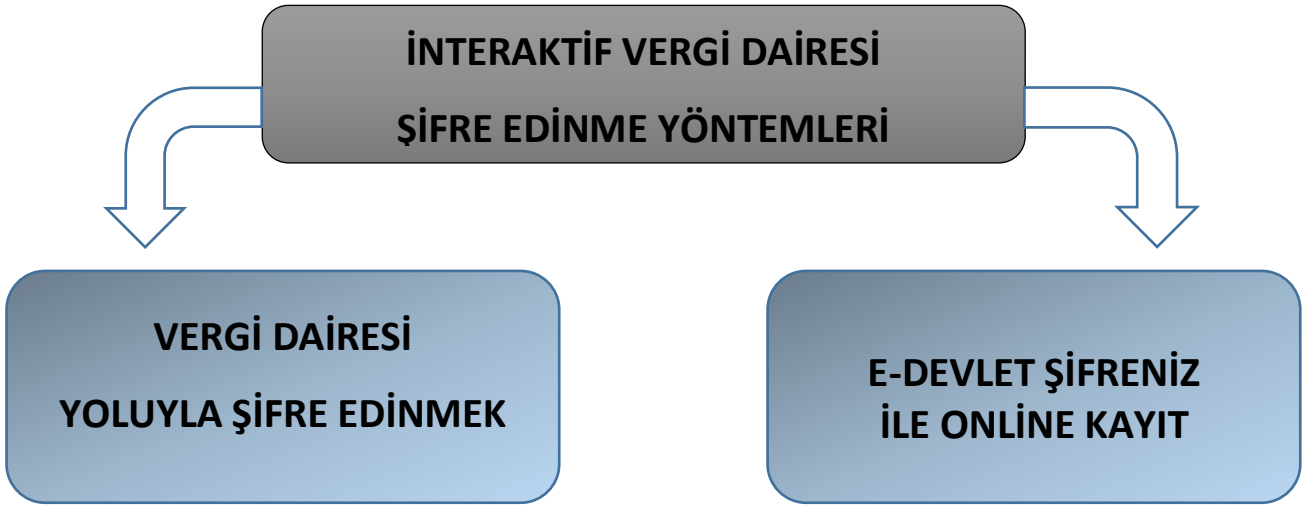 İNTERAKTİF VERGİ DAİRESİ
ŞİFRE EDİNME YÖNTEMLERİ
VERGİ DAİRESİ
YOLUYLA ŞİFRE EDİNMEK
E-DEVLET ŞİFRENİZ
İLE ONLİNE KAYIT